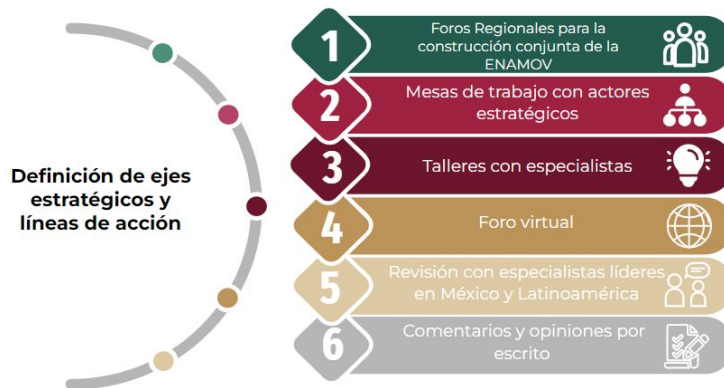 Definición de ejes
estratégicos y
líneas de acción
1
Foros Regionales para la
construcción conjunta de la
ENAMOV
2
Mesas de trabajo con actores
estratégicos
3
Talleres con especialistas
4
Foro virtual
5
Revisión con especialistas líderes
en México y Latinoamérica
6
Comentarios y opiniones por
escrito